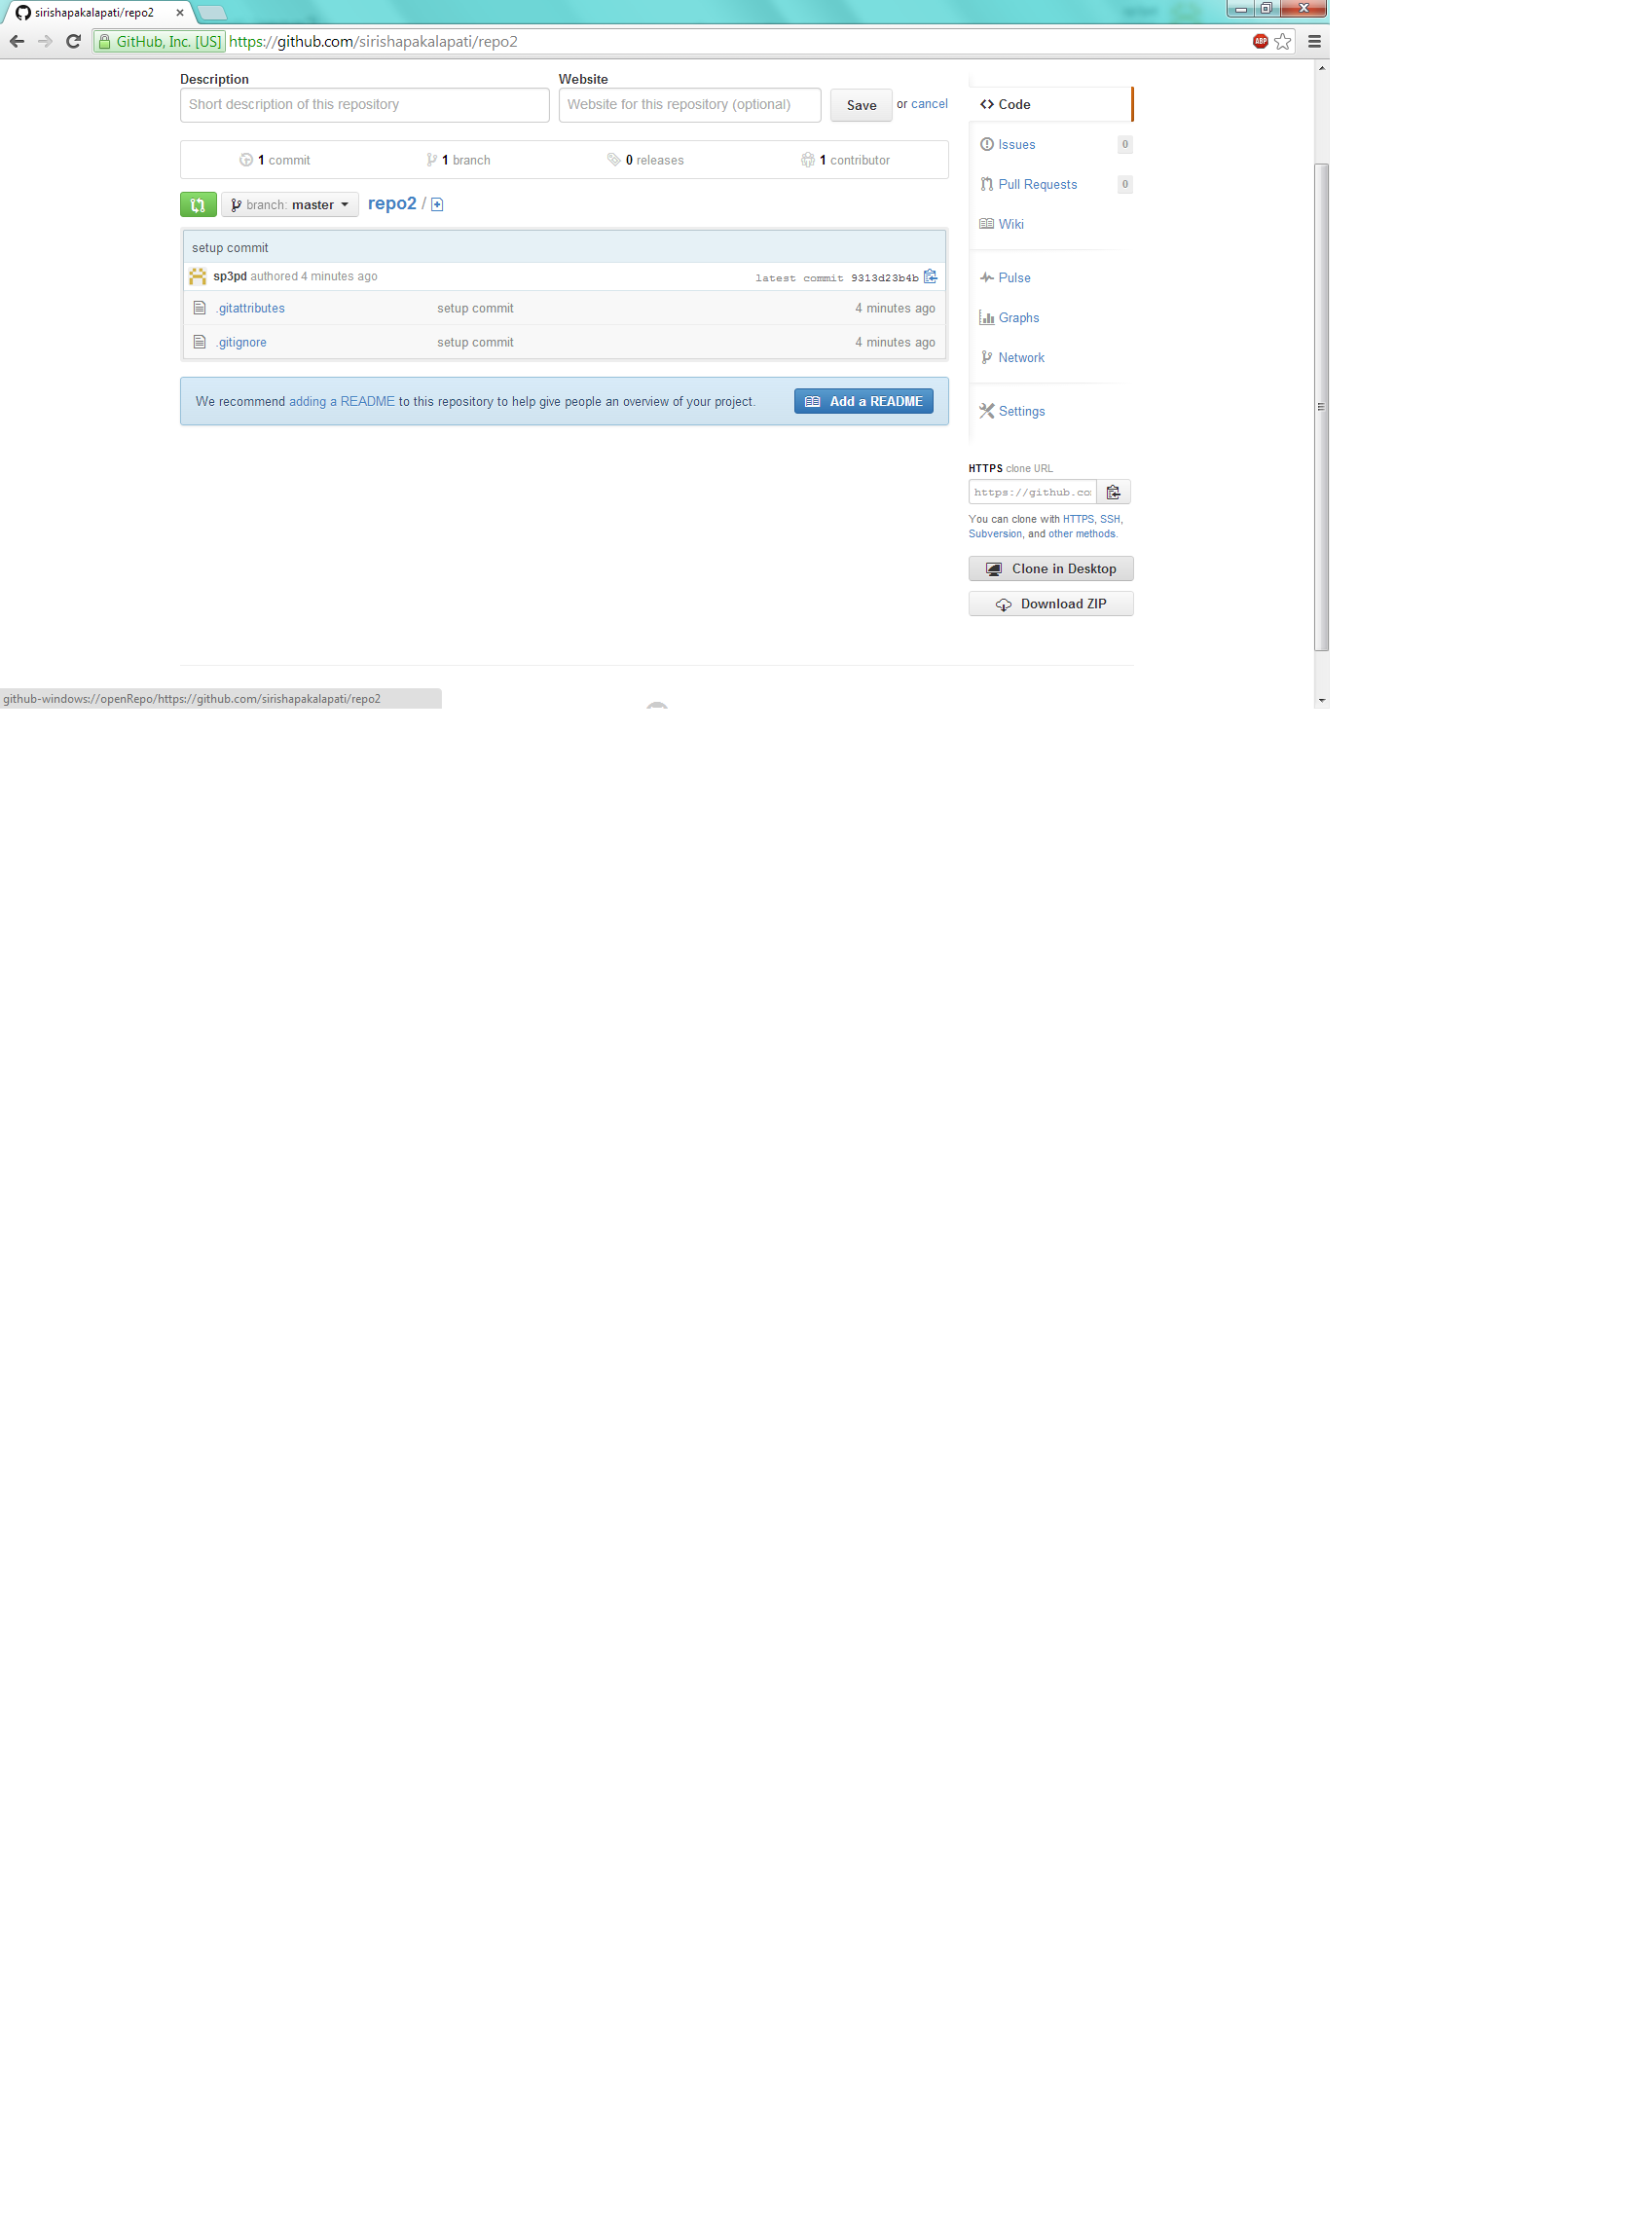 sirishapakalapati/repo2
GitHub, Inc. [US] https://github.com/sirishapakalapati/repo2
ABP
Description
Website
Short description of this repository
Website for this repository (optional)
Save or cancel
1 commit
1 branch
0 releases
1 contributor
branch: master
repo2 /
setup commit
sp3pd authored 4 minutes ago
latest commit 9313d23b4b
.gitattributes setup commit 4 minutes ago
.gitignore setup commit 4 minutes ago
We recommend adding a README to this repository to help give people an overview of your project.
Add a README
Code
Issues 0
Pull Requests 0
Wiki
Pulse
Graphs
Network
Settings
HTTPS clone URL
https://github.co
You can clone with HTTPS, SSH,
Subversion, and other methods.
Clone in Desktop
Download ZIP
github-windows://openRepo/https://github.com/sirishapakalapati/repo2